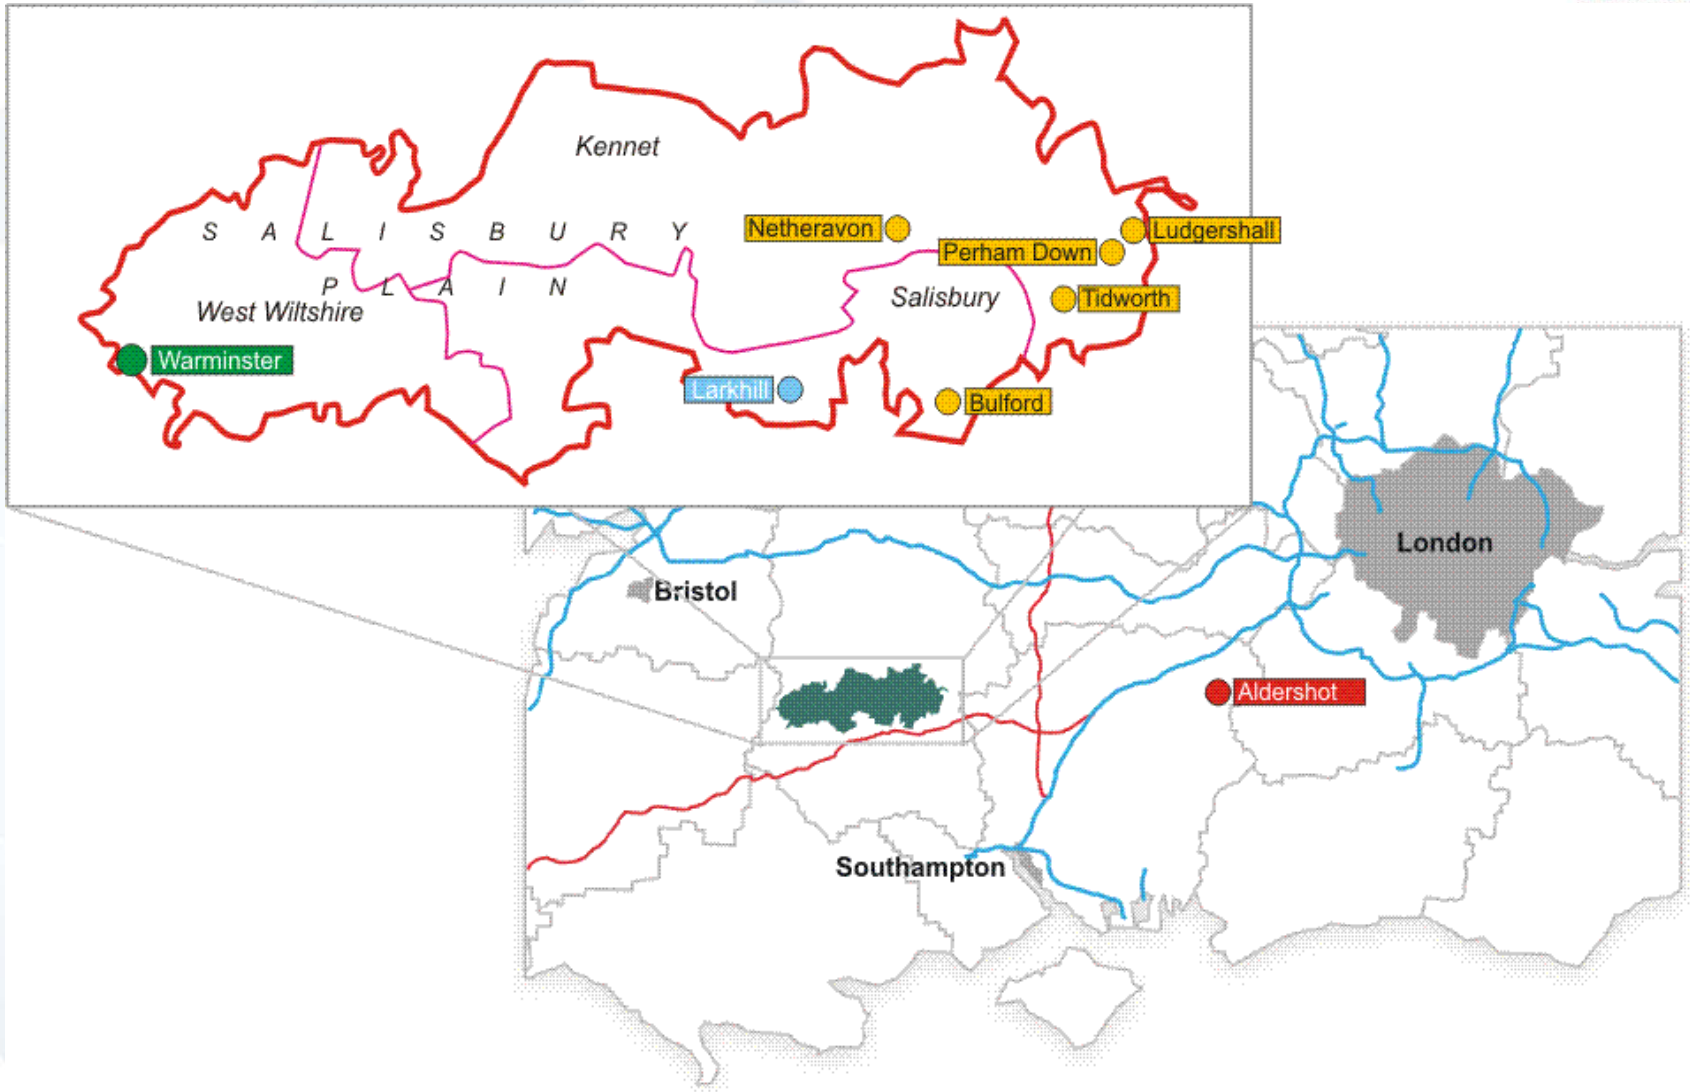 Kennet
S A L I S B U R Y
Netheravon
Ludgershall
Perham Down
P L A I N
West Wiltshire
Salisbury
Tidworth
Warminster
Larkhill
Bulford
London
Bristol
Aldershot
Southampton